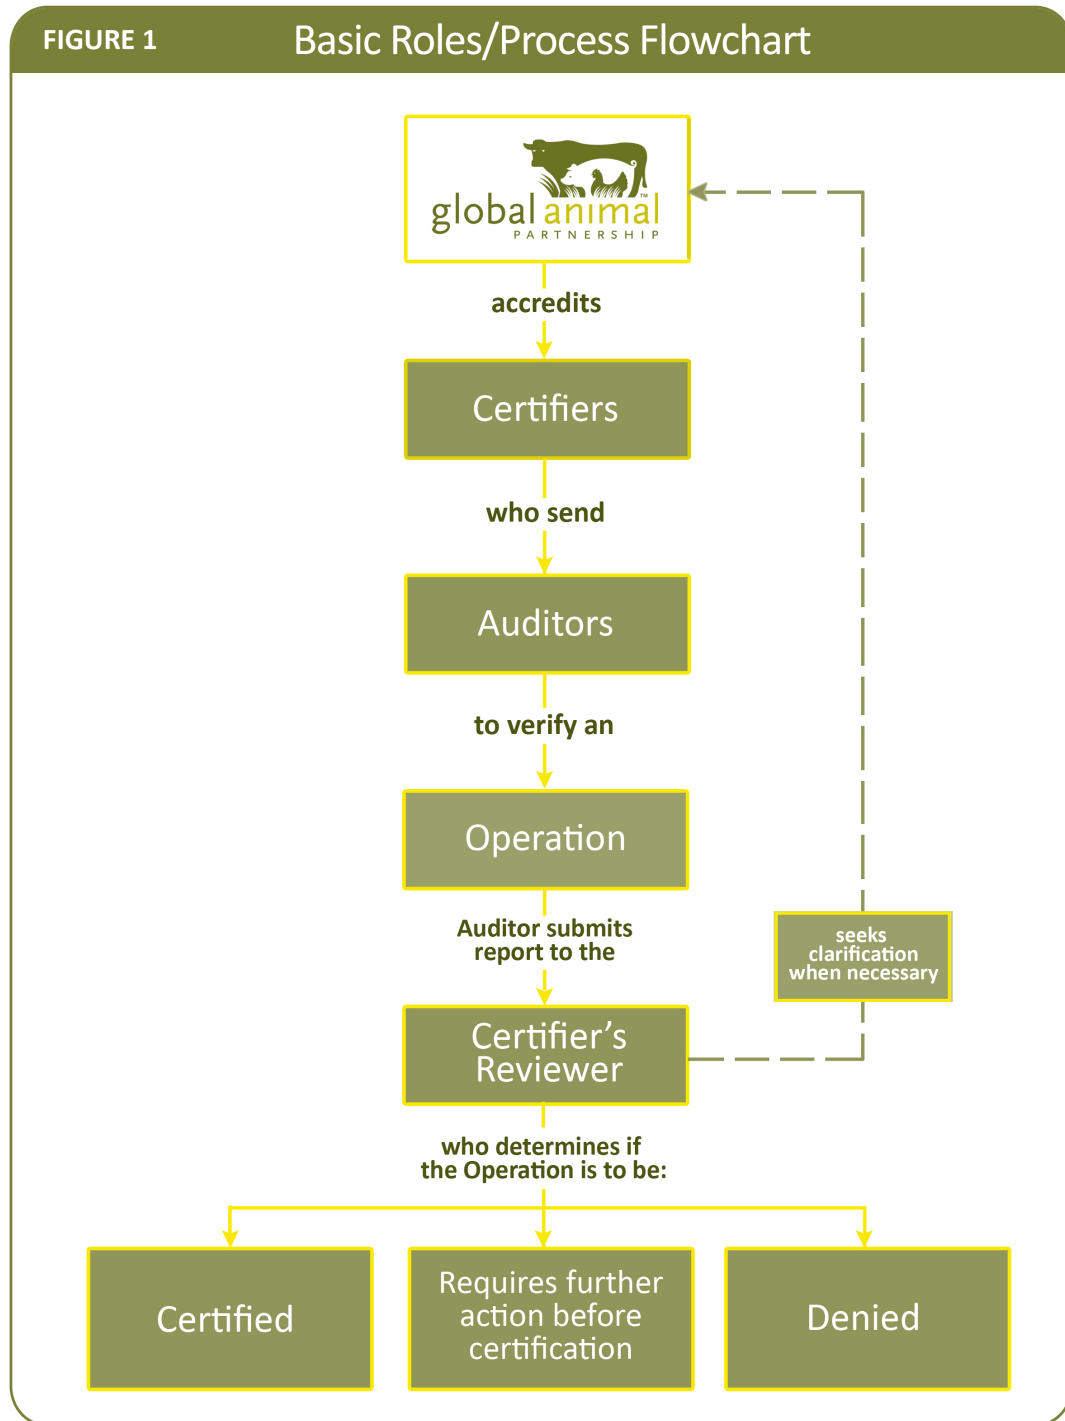 FIGURE 1
Basic Roles/Process Flowchart
global animal™
PARTNERSHIP
accredits
Certifiers
who send
Auditors
to verify an
Operation
Auditor submits
report to the
seeks
clarification
when necessary
Certifier’s
Reviewer
who determines if
the Operation is to be:
Certified
Requires further
action before
certification
Denied